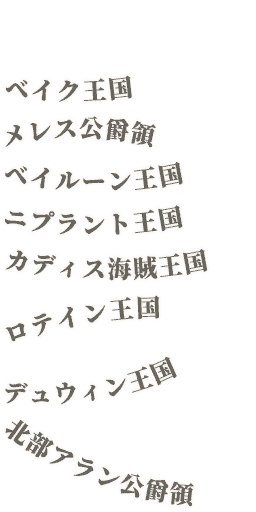 ベイク王国
メレス公爵領
ベイルーン王国
ニプラント王国
カディス海賊王国
ロテイン王国
デュウィン王国
北部アラン公爵領